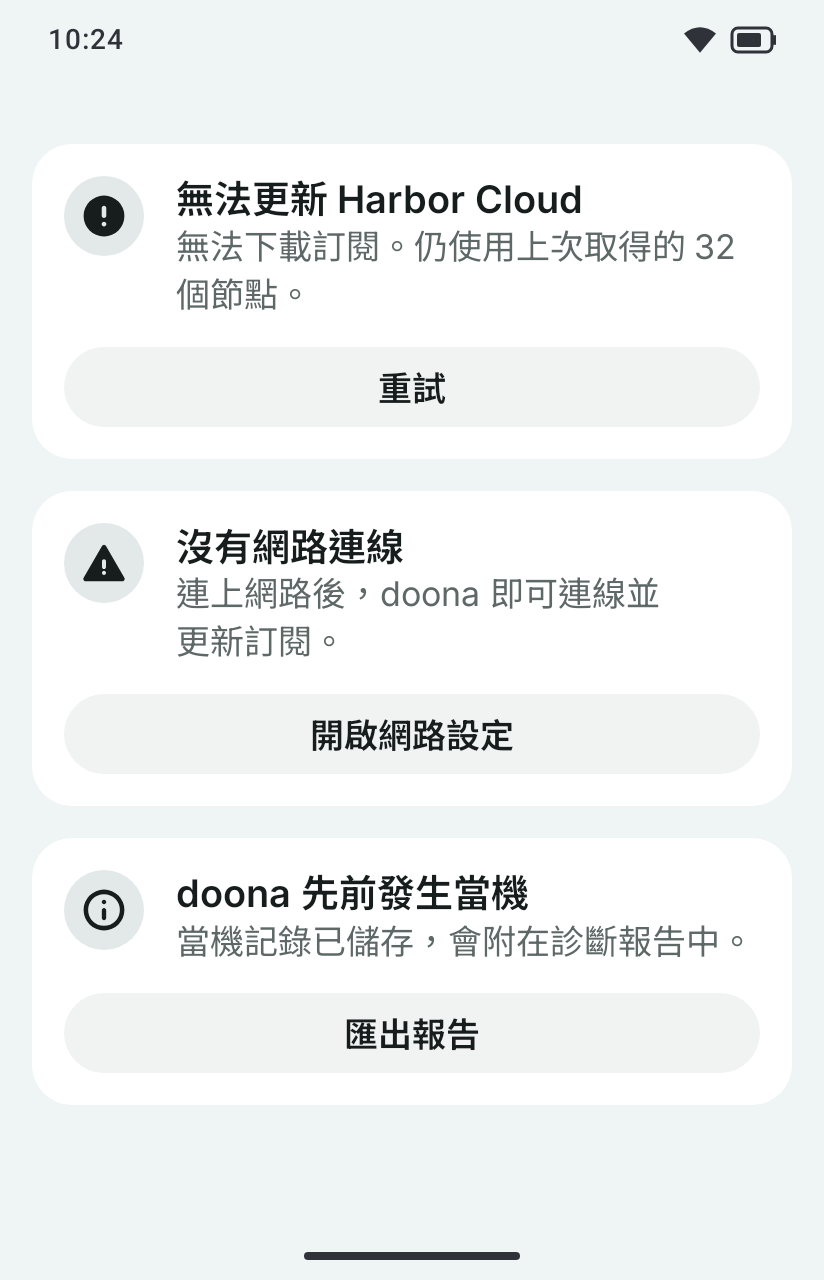 10:24
無法更新 Harbor Cloud
無法下載訂閱。仍使用上次取得的 32
個節點。
重試
沒有網路連線
連上網路後，doona 即可連線並
更新訂閱。
開啟網路設定
doona 先前發生當機
當機記錄已儲存，會附在診斷報告中。
匯出報告